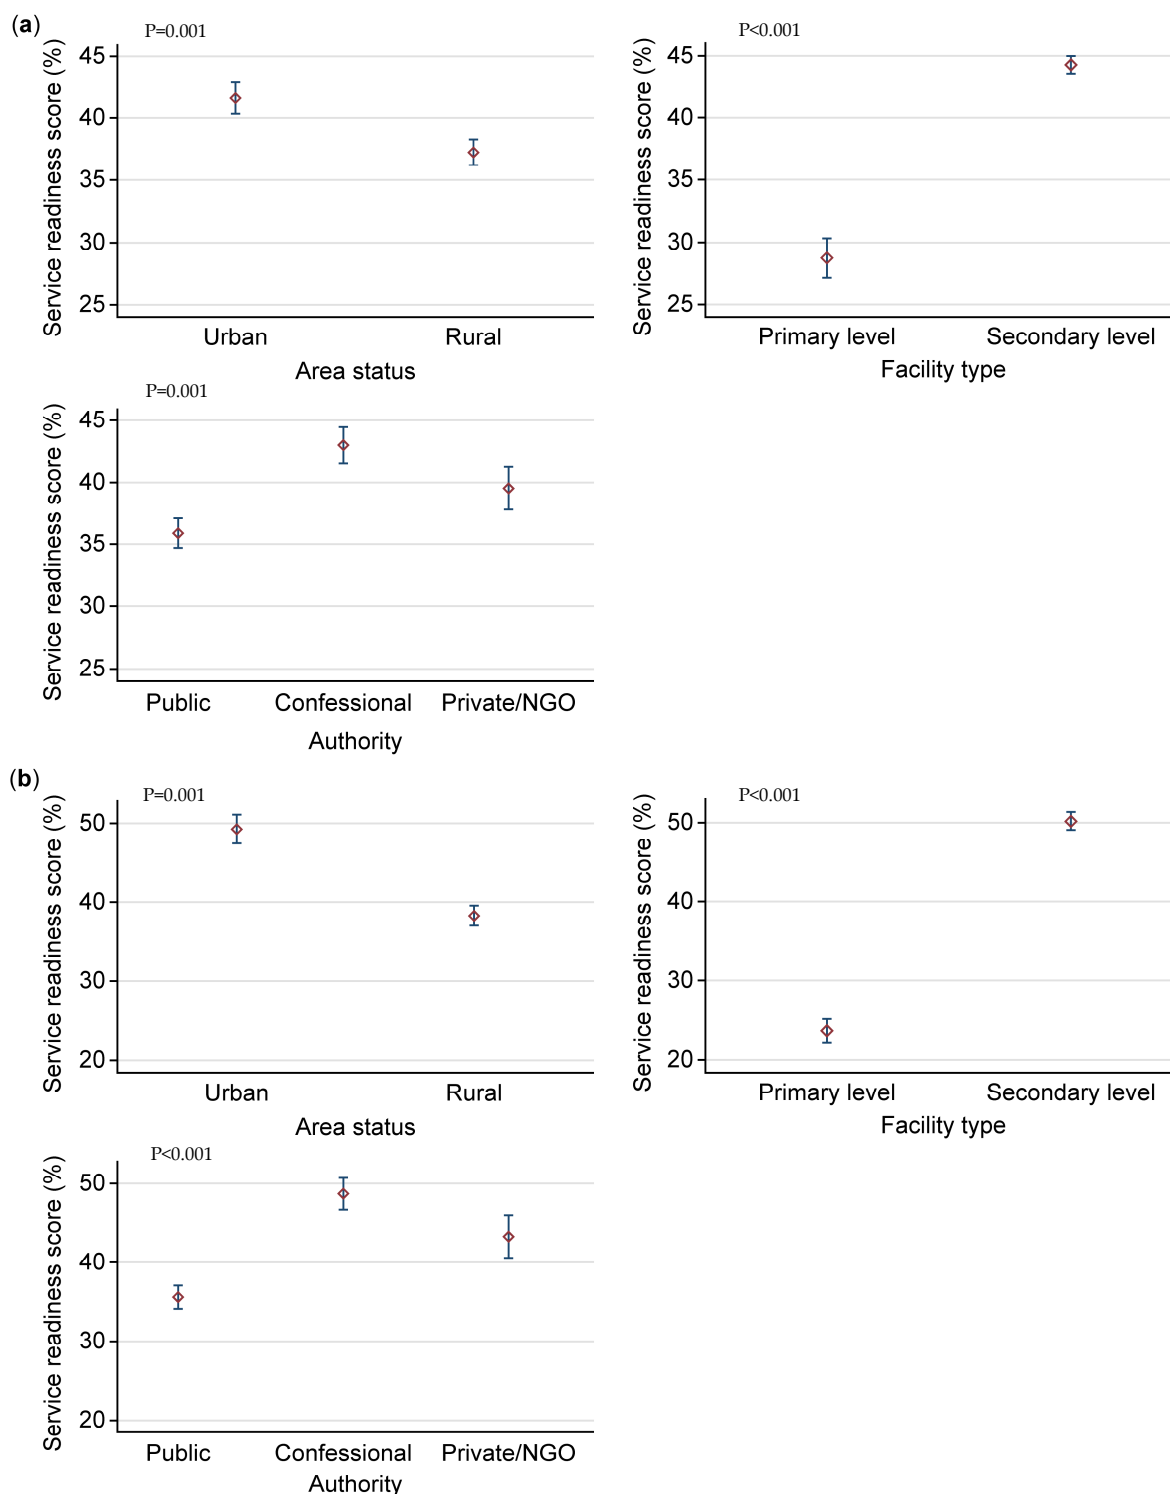 (a)
P=0.001
Service readiness score (%)
45
40
35
30
25
Urban Rural
Area status
P<0.001
Service readiness score (%)
45
40
35
30
25
Primary level Secondary level
Facility type
P=0.001
Service readiness score (%)
45
40
35
30
25
Public Confessional Private/NGO
Authority
(b)
P=0.001
Service readiness score (%)
50
40
30
20
Urban Rural
Area status
P<0.001
Service readiness score (%)
50
40
30
20
Primary level Secondary level
Facility type
P<0.001
Service readiness score (%)
50
40
30
20
Public Confessional Private/NGO
Authority